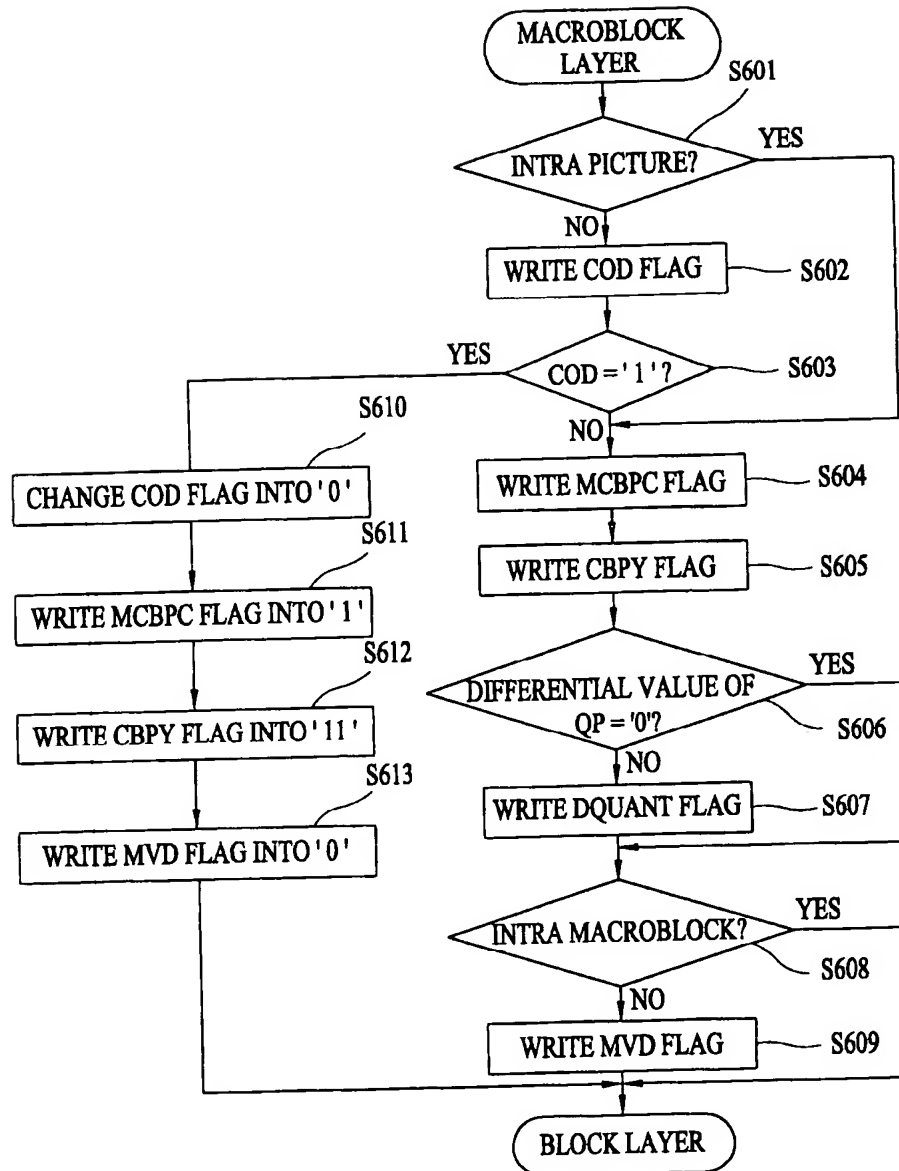 MACROBLOCK
LAYER
S601
INTRA PICTURE?
YES
NO
WRITE COD FLAG
S602
YES
COD = '1'?
S603
NO
S610
CHANGE COD FLAG INTO '0'
S611
WRITE MCBPC FLAG INTO '1'
S612
WRITE CBPY FLAG INTO '11'
S613
WRITE MVD FLAG INTO '0'
WRITE MCBPC FLAG
S604
WRITE CBPY FLAG
S605
DIFFERENTIAL VALUE OF
QP = '0'?
YES
S606
NO
WRITE DQUANT FLAG
S607
INTRA MACROBLOCK?
YES
S608
NO
WRITE MVD FLAG
S609
BLOCK LAYER